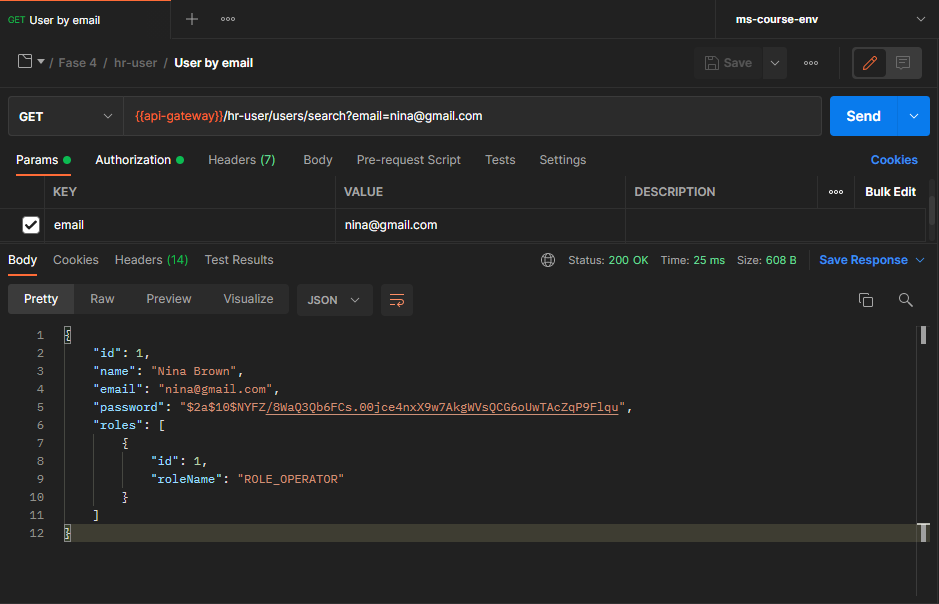 GET User by email
ms-course-env
/ Fase 4 / hr-user / User by email
Save
GET
{{api-gateway}}/hr-user/users/search?email=nina@gmail.com
Send
Params Authorization Headers (7) Body Pre-request Script Tests Settings Cookies
KEY VALUE DESCRIPTION Bulk Edit
email nina@gmail.com
Body Cookies Headers (14) Test Results Status: 200 OK Time: 25 ms Size: 608 B Save Response
Pretty Raw Preview Visualize JSON
1 {
2 "id": 1,
3 "name": "Nina Brown",
4 "email": "nina@gmail.com",
5 "password": "$2a$10$NYFZ/8WaQ3Qb6FCs.00jce4nxX9w7AkgWVsQCG6oUwTAcZqP9Flqu",
6 "roles": [
7 {
8 "id": 1,
9 "roleName": "ROLE_OPERATOR"
10 }
11 ]
12 }